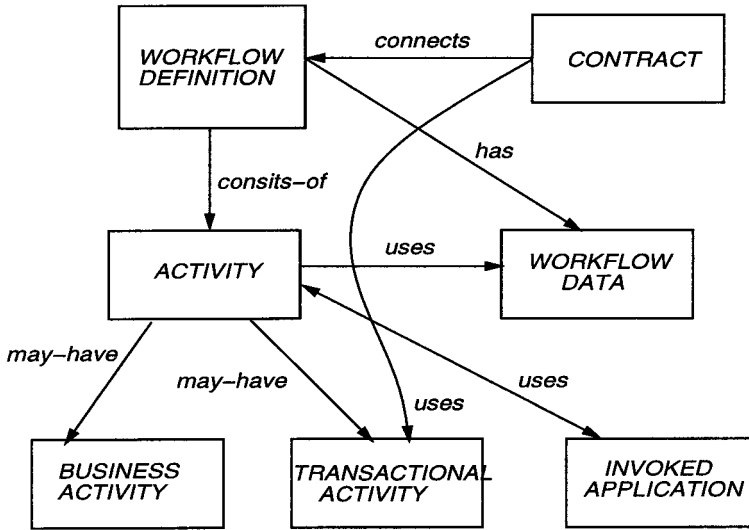 WORKFLOW
DEFINITION
connects
CONTRACT
has
consits-of
ACTIVITY
uses
WORKFLOW
DATA
may-have
may-have
uses
uses
BUSINESS
ACTIVITY
TRANSACTIONAL
ACTIVITY
INVOKED
APPLICATION